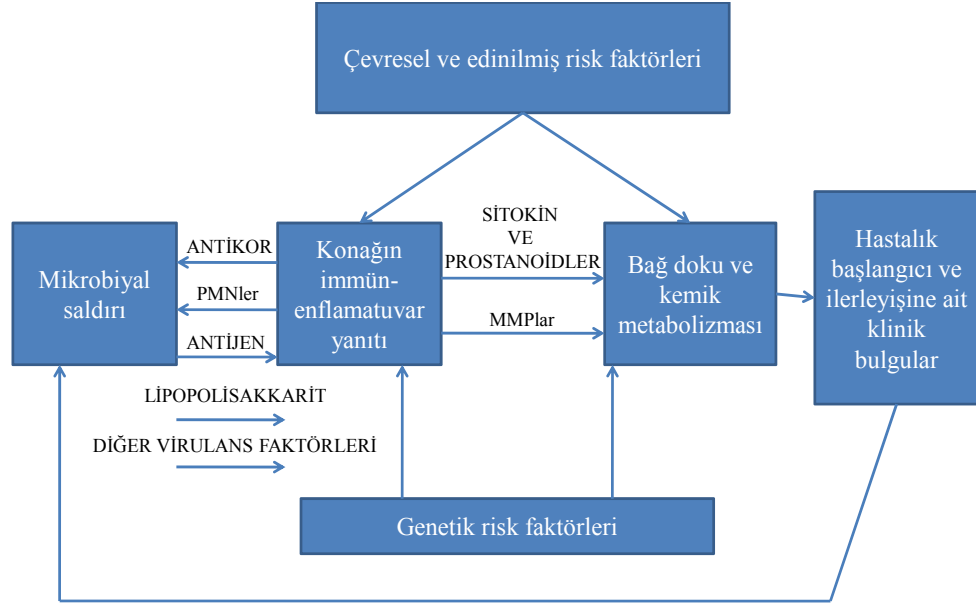 Çevresel ve edinilmiş risk faktörleri
Mikrobiyal
saldırı
ANTİKOR
PMNler
ANTİJEN
LİPOPOLİSAKKARİT
DİĞER VIRULANS FAKTÖRLERİ
Konağın
immün-
enflamatuvar
yanıtı
SİTOKİN
VE
PROSTANOİDLER
MMPlar
Bağ doku ve
kemik
metabolizması
Hastalık
başlangıcı ve
ilerleyişine ait
klinik
bulgular
Genetik risk faktörleri